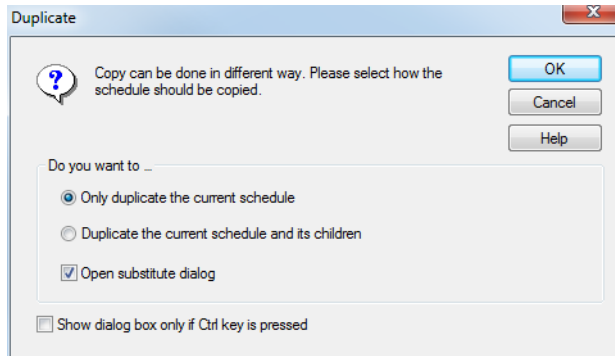 Duplicate
Copy can be done in different way. Please select how the
schedule should be copied.
OK
Cancel
Help
Do you want to ...
Only duplicate the current schedule
Duplicate the current schedule and its children
Open substitute dialog
Show dialog box only if Ctrl key is pressed